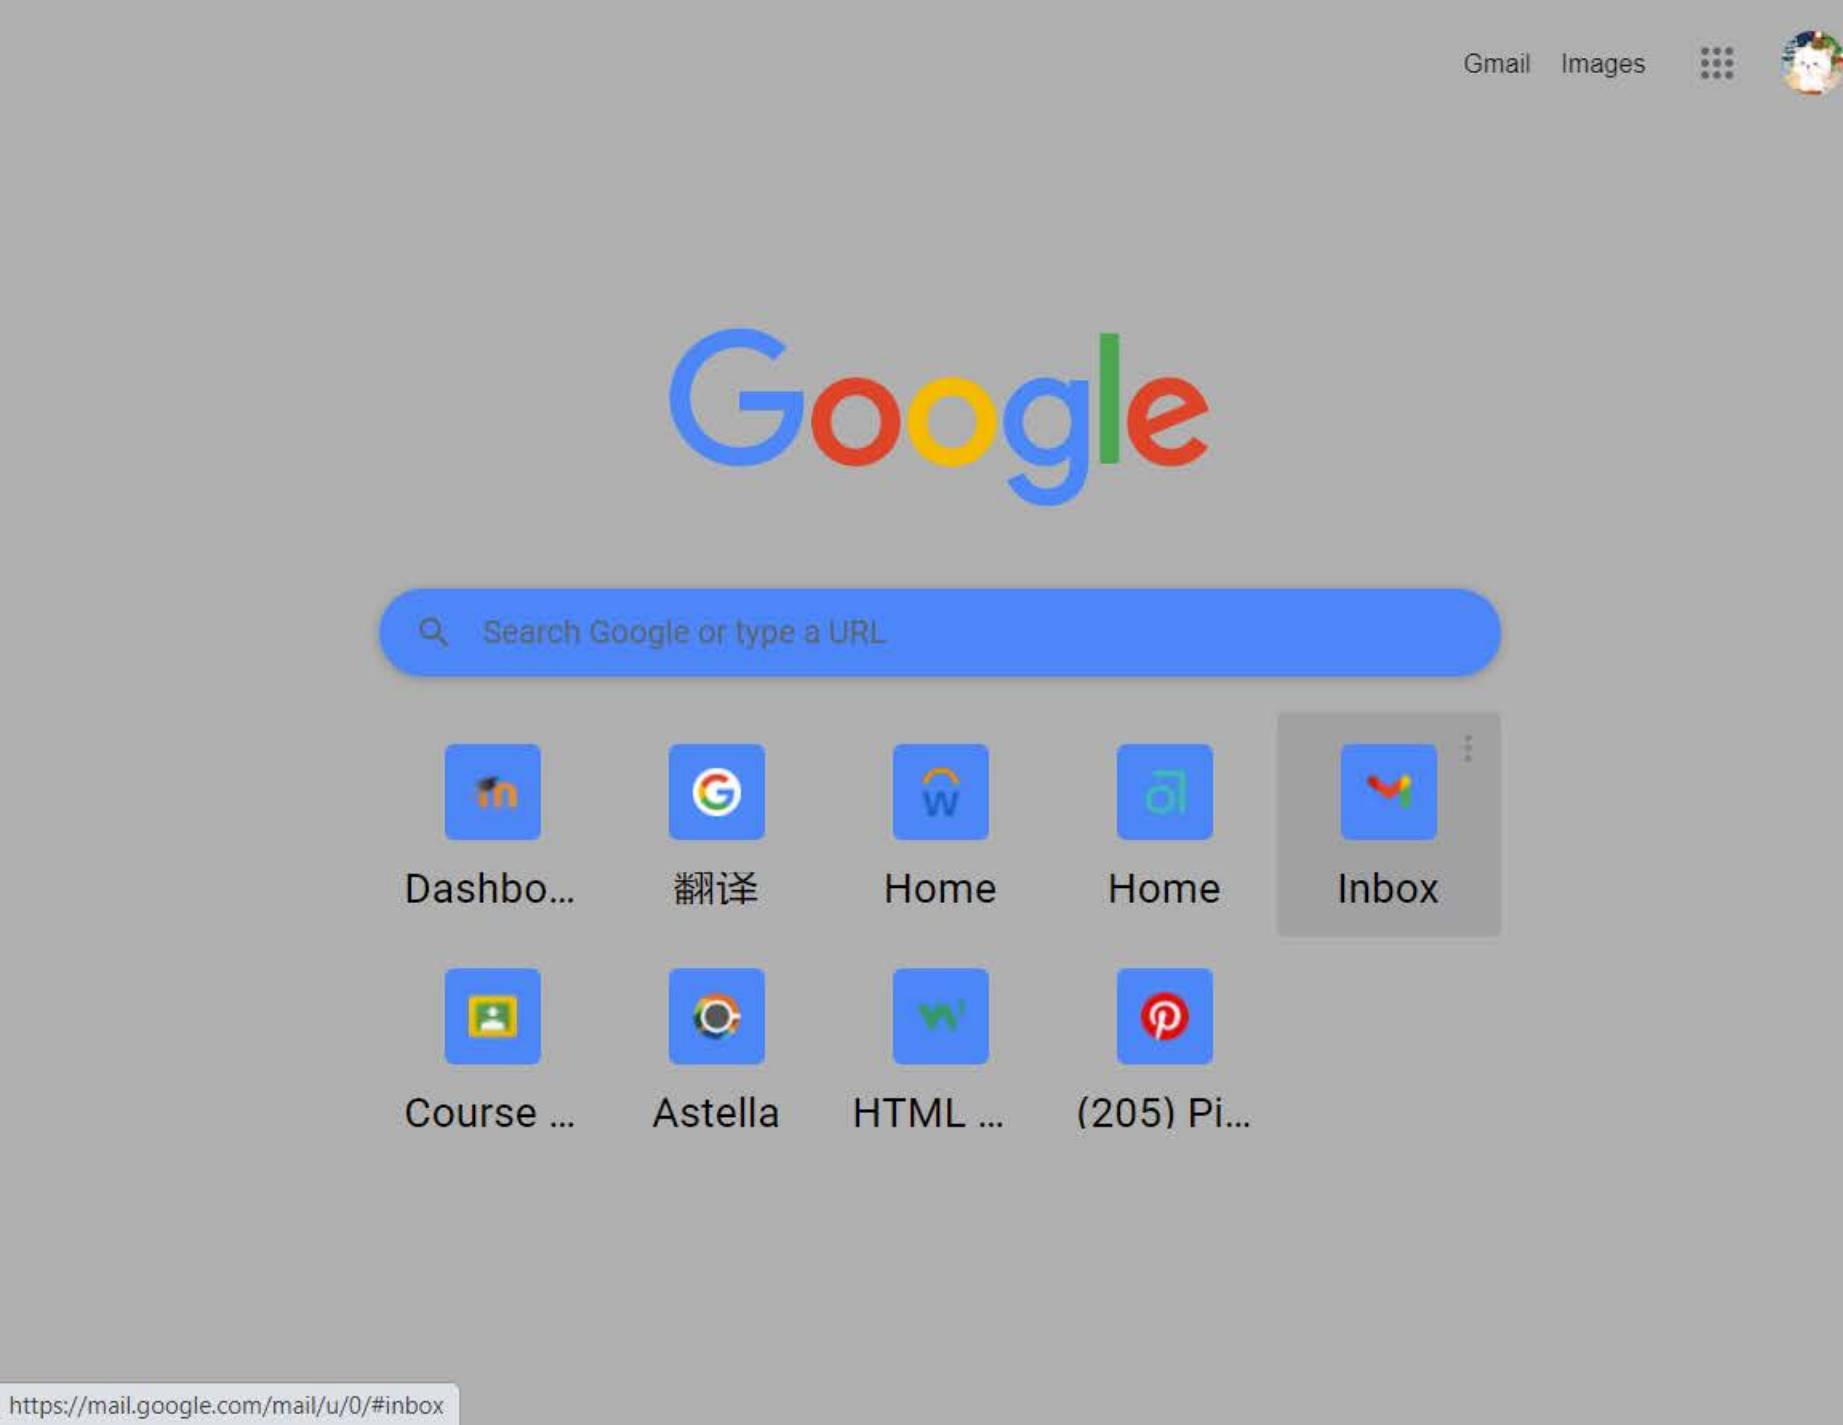 Gmail Images
Google
Search Google or type a URL
Dashbo...
翻译
Home
Home
Inbox
Course ...
Astella
HTML ...
(205) Pi...
https://mail.google.com/mail/u/0/#inbox